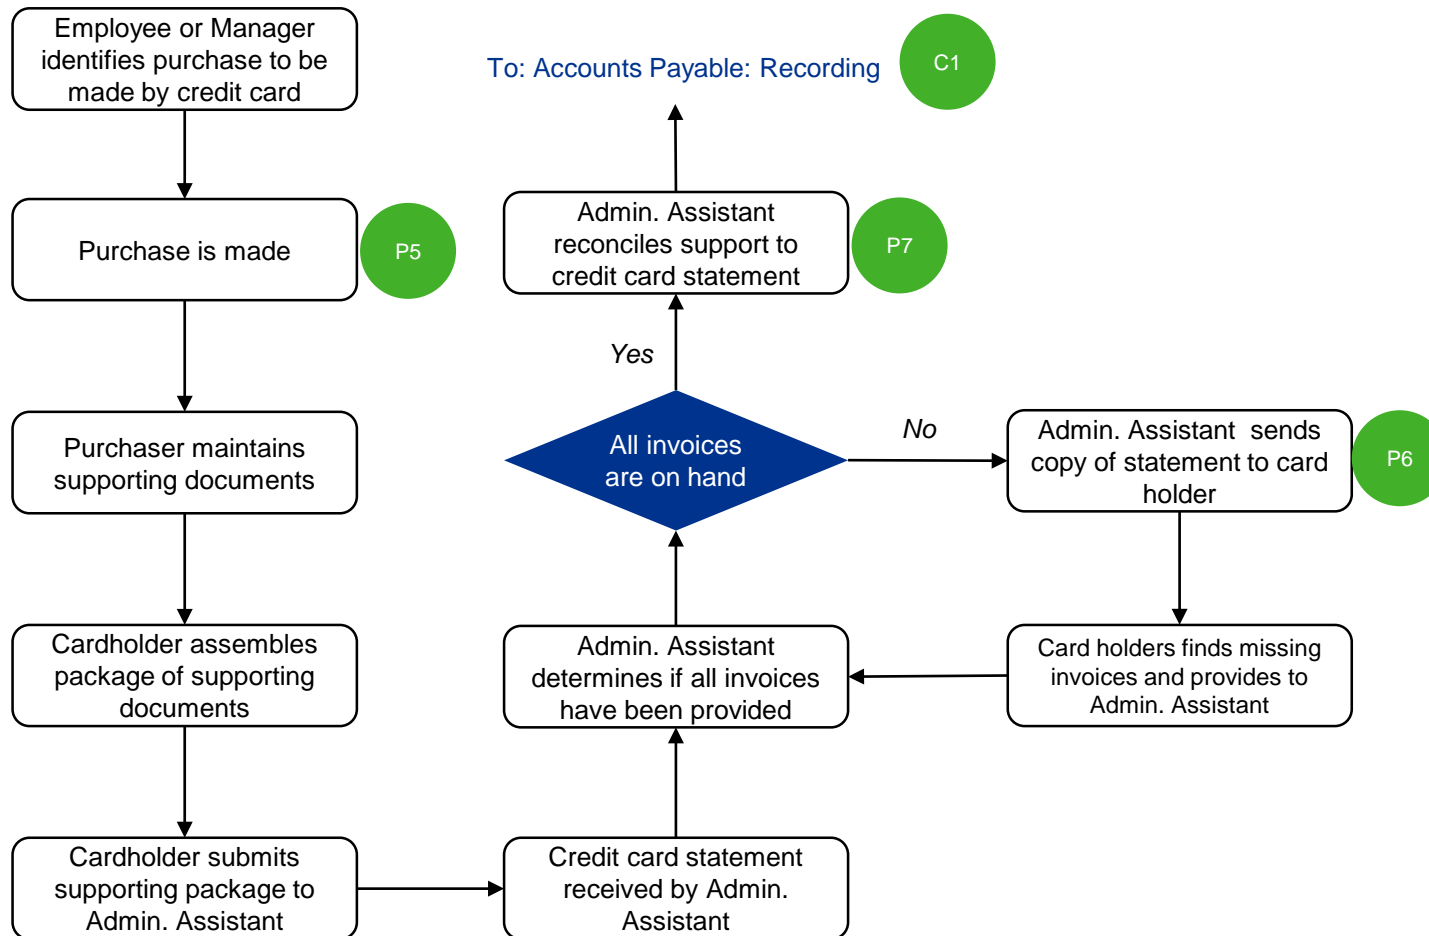 Employee or Manager
identifies purchase to be
made by credit card
To: Accounts Payable: Recording
C1
Purchase is made
P5
Admin. Assistant
reconciles support to
credit card statement
P7
Yes
Purchaser maintains
supporting documents
All invoices
are on hand
No
Admin. Assistant sends
copy of statement to card
holder
P6
Cardholder assembles
package of supporting
documents
Admin. Assistant
determines if all invoices
have been provided
Card holders finds missing
invoices and provides to
Admin. Assistant
Cardholder submits
supporting package to
Admin. Assistant
Credit card statement
received by Admin.
Assistant